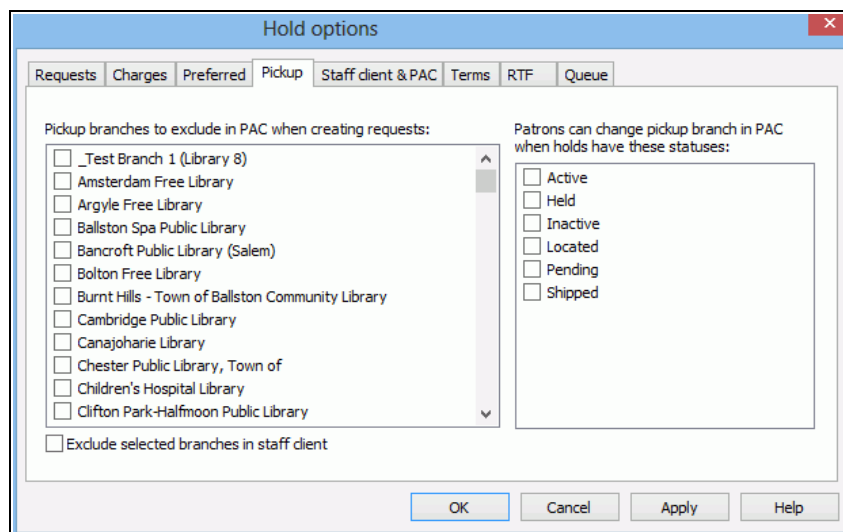 Hold options
Requests
Charges
Preferred
Pickup
Staff client & PAC
Terms
RTF
Queue
Pickup branches to exclude in PAC when creating requests:
_Test Branch 1 (Library 8)
Amsterdam Free Library
Argyle Free Library
Ballston Spa Public Library
Bancroft Public Library (Salem)
Bolton Free Library
Burnt Hills - Town of Ballston Community Library
Cambridge Public Library
Canajoharie Library
Chester Public Library, Town of
Children's Hospital Library
Clifton Park-Halfmoon Public Library
Exclude selected branches in staff client
Patrons can change pickup branch in PAC
when holds have these statuses:
Active
Held
Inactive
Located
Pending
Shipped
OK
Cancel
Apply
Help